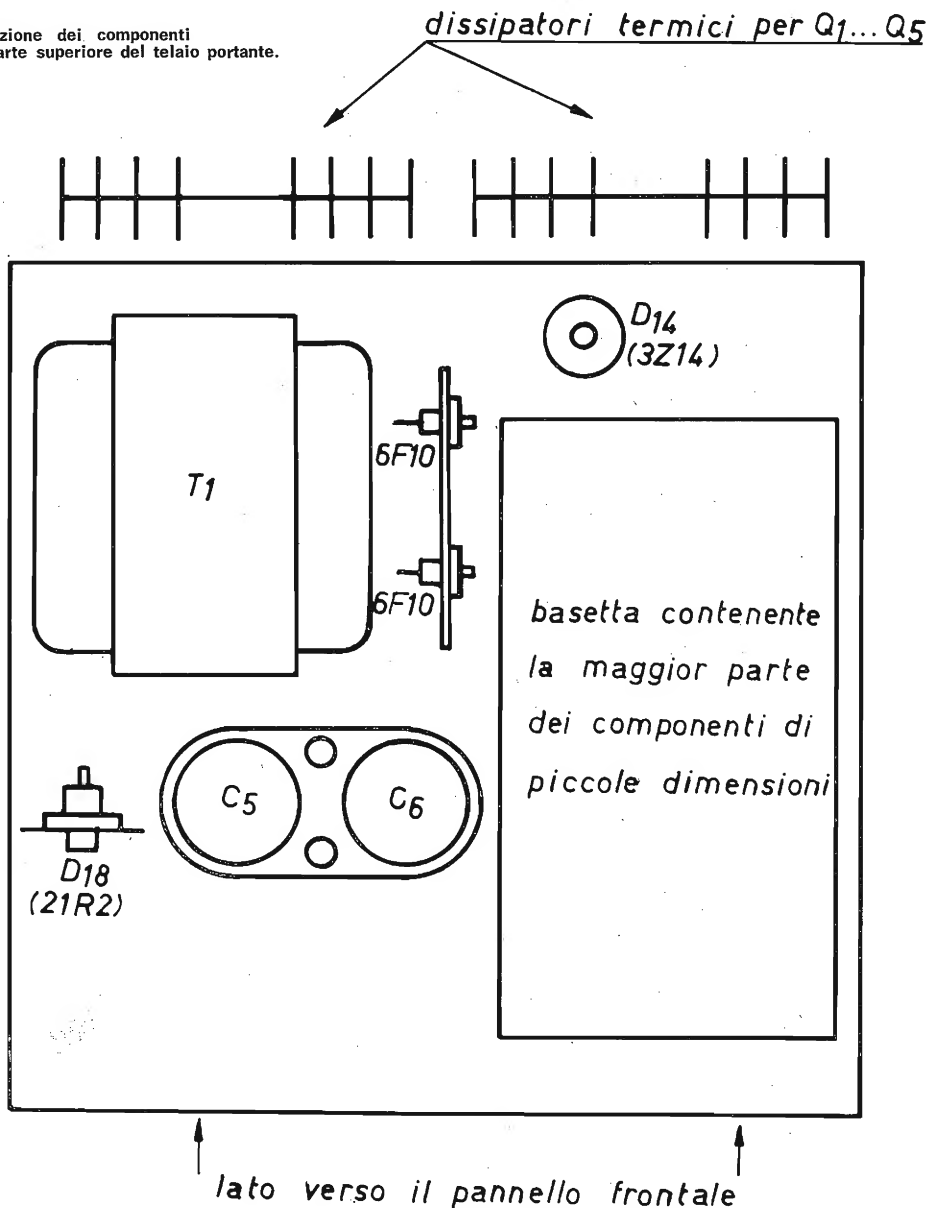 zione dei componenti
arte superiore del telaio portante.
dissipatori termici per Q1... Q5
D14
(3Z14)
6F10
T1
6F10
basetta contenente
la maggior parte
dei componenti di
piccole dimensioni
C5
C6
D18
(21R2)
lato verso il pannello frontale